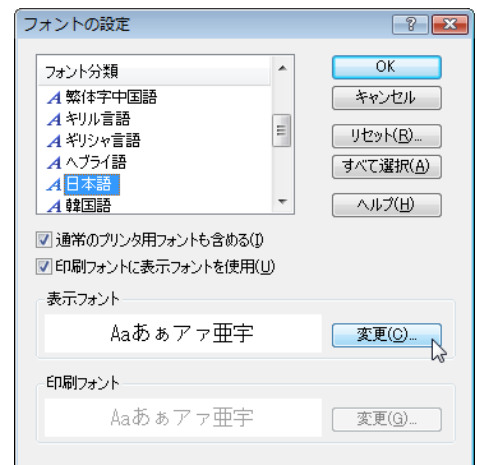 フォントの設定
フォント分類
繁体字中国語
キリル言語
ギリシャ言語
ヘブライ語
日本語
韓国語
OK
キャンセル
リセット(R)...
すべて選択(A)
ヘルプ(H)
通常のプリンタ用フォントも含める(I)
印刷フォントに表示フォントを使用(U)
表示フォント
Aaあぁアァ亜宇
変更(C)...
印刷フォント
Aaあぁアァ亜宇
変更(G)...